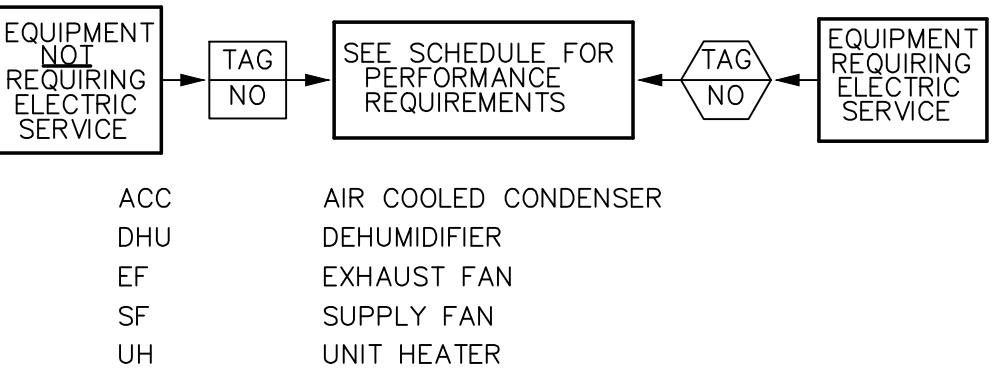 EQUIPMENT
NOT
REQUIRING
ELECTRIC
SERVICE
TAG
NO
SEE SCHEDULE FOR
PERFORMANCE
REQUIREMENTS
TAG
NO
EQUIPMENT
REQUIRING
ELECTRIC
SERVICE
ACC AIR COOLED CONDENSER
DHU DEHUMIDIFIER
EF EXHAUST FAN
SF SUPPLY FAN
UH UNIT HEATER